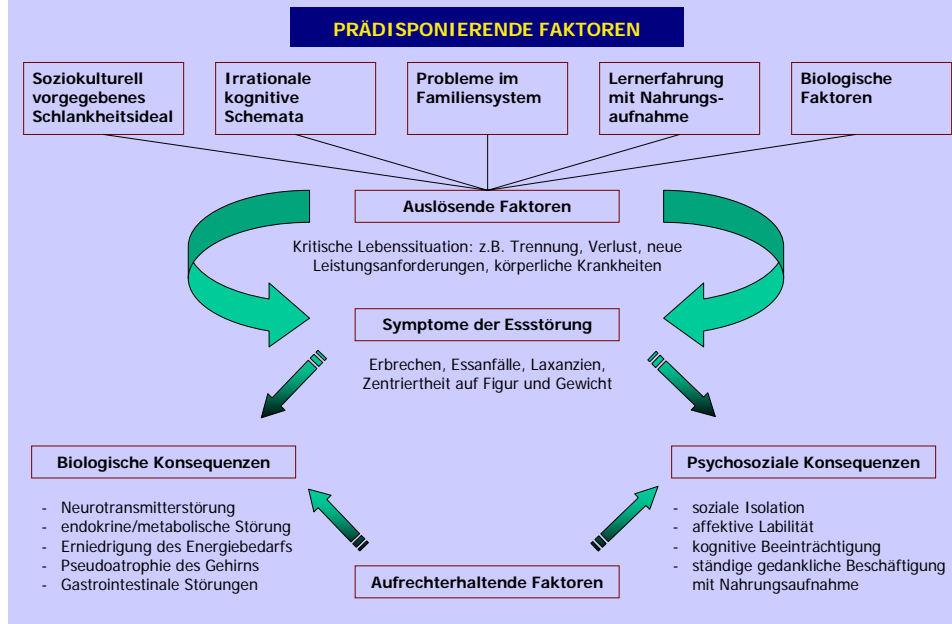 PRÄDISPONIERENDE FAKTOREN
Soziokulturell
vorgegebenes
Schlankheitsideal
Irrationale
kognitive
Schemata
Probleme im
Familiensystem
Lernerfahrung
mit Nahrungs-
aufnahme
Biologische
Faktoren
Auslösende Faktoren
Kritische Lebenssituation: z.B. Trennung, Verlust, neue
Leistungsanforderungen, körperliche Krankheiten
Symptome der Essstörung
Erbrechen, Essanfälle, Laxanzien,
Zentriertheit auf Figur und Gewicht
Biologische Konsequenzen
- Neurotransmitterstörung
- endokrine/metabolische Störung
- Erniedrigung des Energiebedarfs
- Pseudoatrophie des Gehirns
- Gastrointestinale Störungen
Psychosoziale Konsequenzen
- soziale Isolation
- affektive Labilität
- kognitive Beeinträchtigung
- ständige gedankliche Beschäftigung
mit Nahrungsaufnahme
Aufrechterhaltende Faktoren